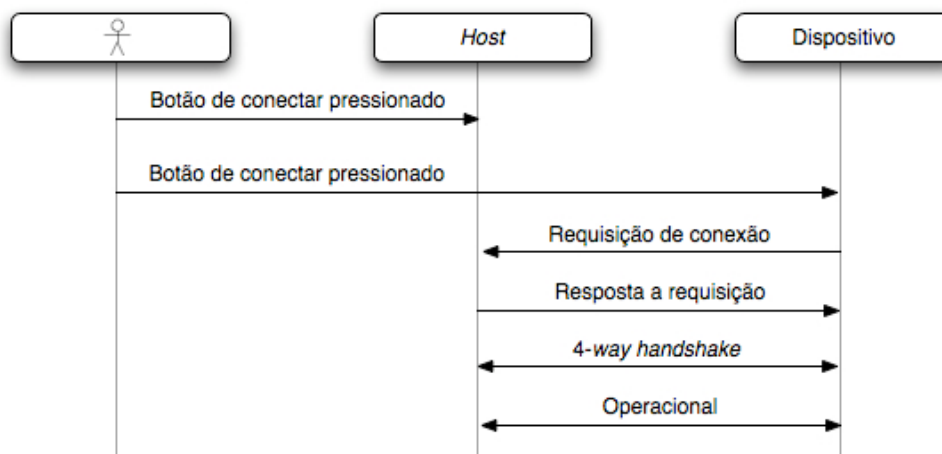 Host
Dispositivo
Botão de conectar pressionado
Botão de conectar pressionado
Requisição de conexão
Resposta a requisição
4-way handshake
Operacional